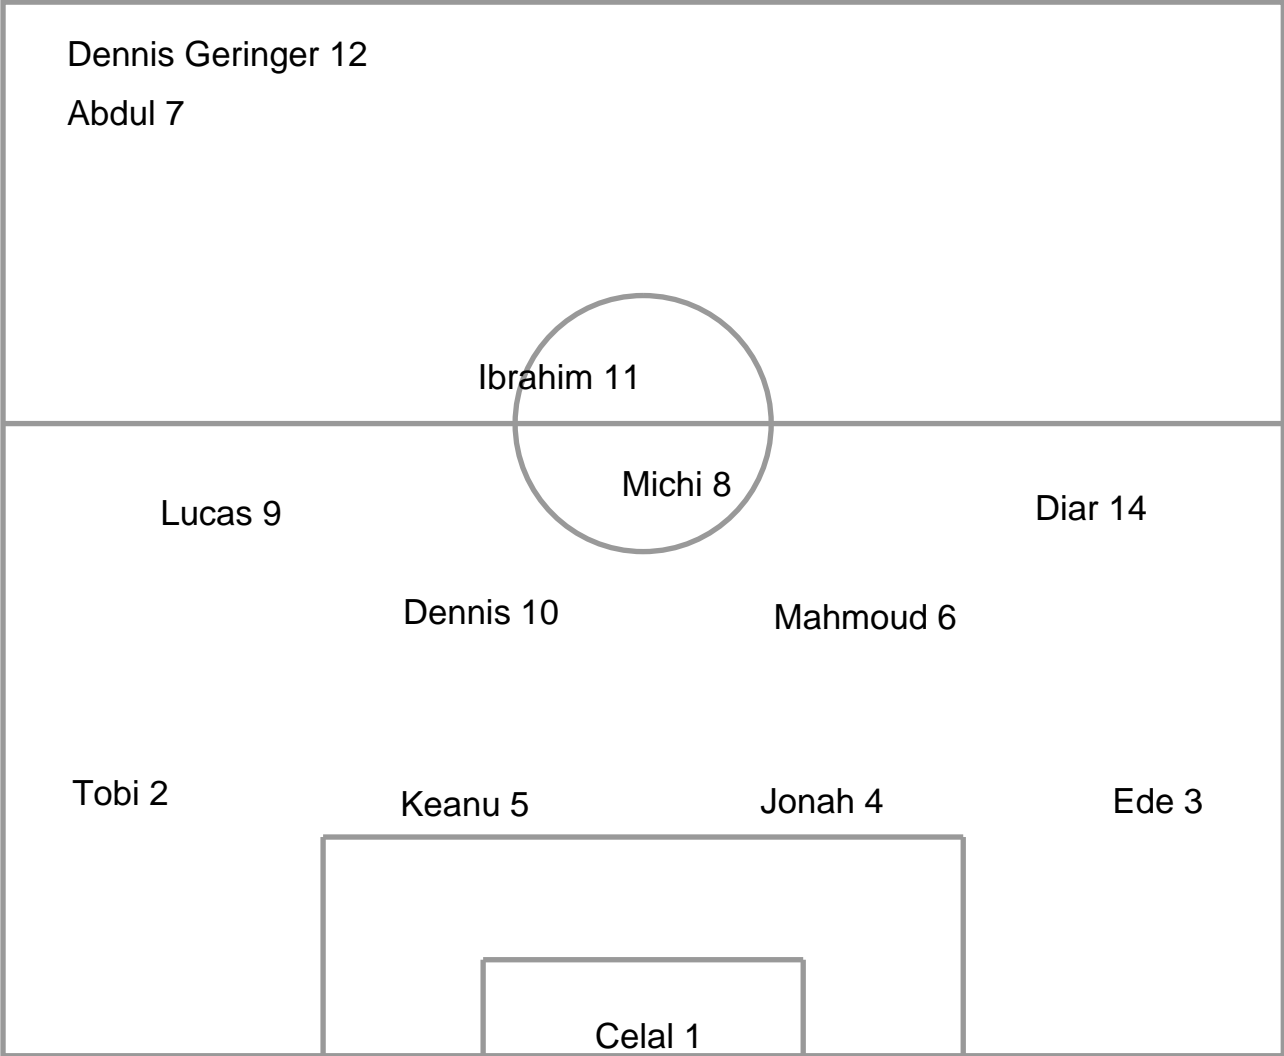 Dennis Geringer 12
Abdul 7
Ibrahim 11
Michi 8
Lucas 9
Diar 14
Dennis 10
Mahmoud 6
Tobi 2
Keanu 5
Jonah 4
Ede 3
Celal 1